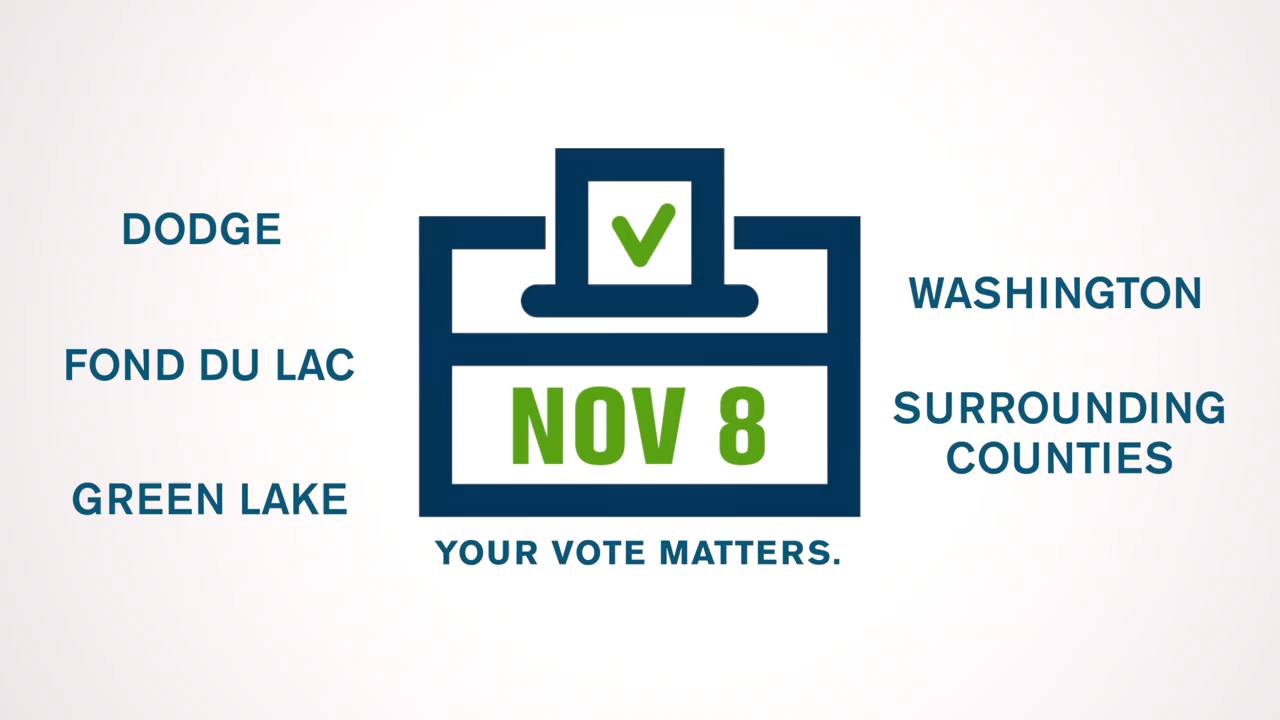 DODGE
FOND DU LAC
GREEN LAKE
NOV 8
YOUR VOTE MATTERS.
WASHINGTON
SURROUNDING
COUNTIES